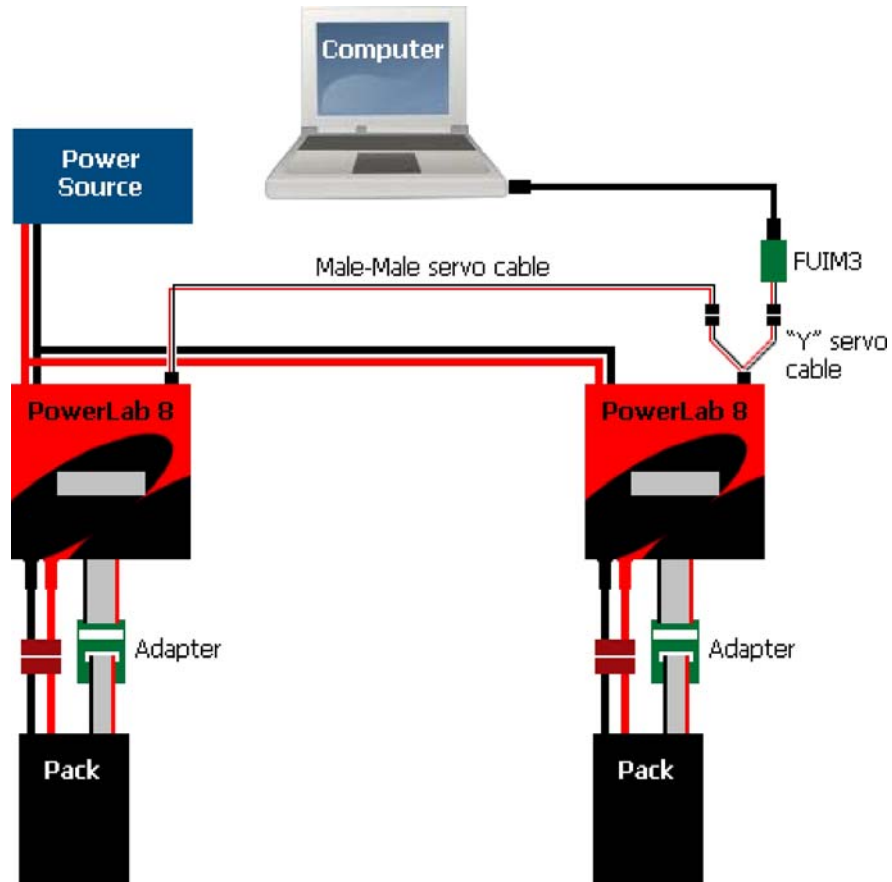 Computer
Power
Source
FUIM3
Male-Male servo cable
"Y" servo
cable
PowerLab 8
PowerLab 8
Adapter
Adapter
Pack
Pack